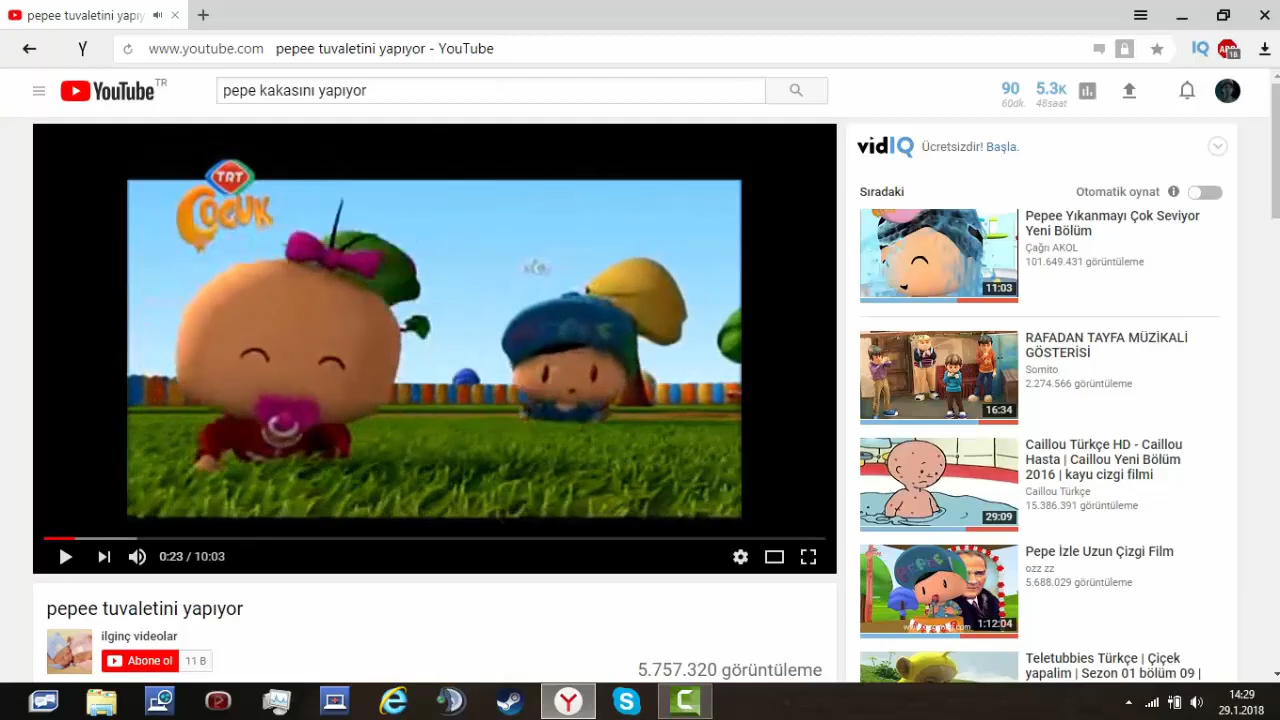 pepee tuvaletini yapıy
Y
www.youtube.com pepee tuvaletini yapıyor - YouTube
IQ
ABP
18
YouTube TR
pepe kakasını yapıyor
90
60dk.
5.3K
48saat
TRT
ÇOCUK
vidIQ Ücretsizdir! Başla.
Sıradaki
Otomatik oynat
Pepee Yıkanmayı Çok Seviyor
Yeni Bölüm
Çağrı AKOL
101.649.431 görüntüleme
11:03
RAFADAN TAYFA MÜZİKALİ
GÖSTERİSİ
Somito
2.274.566 görüntüleme
16:34
Caillou Türkçe HD - Caillou
Hasta | Caillou Yeni Bölüm
2016 | kayu cizgi filmi
Caillou Türkçe
15.386.391 görüntüleme
29:09
Pepe İzle Uzun Çizgi Film
ozz zz
5.688.029 görüntüleme
1:12:04
Teletubbies Türkçe | Çiçek
yapalim | Sezon 01 bölüm 09 |
0:23 / 10:03
pepee tuvaletini yapıyor
ilginç videolar
Abone ol 11 B
5.757.320 görüntüleme
14:29
29.1.2018